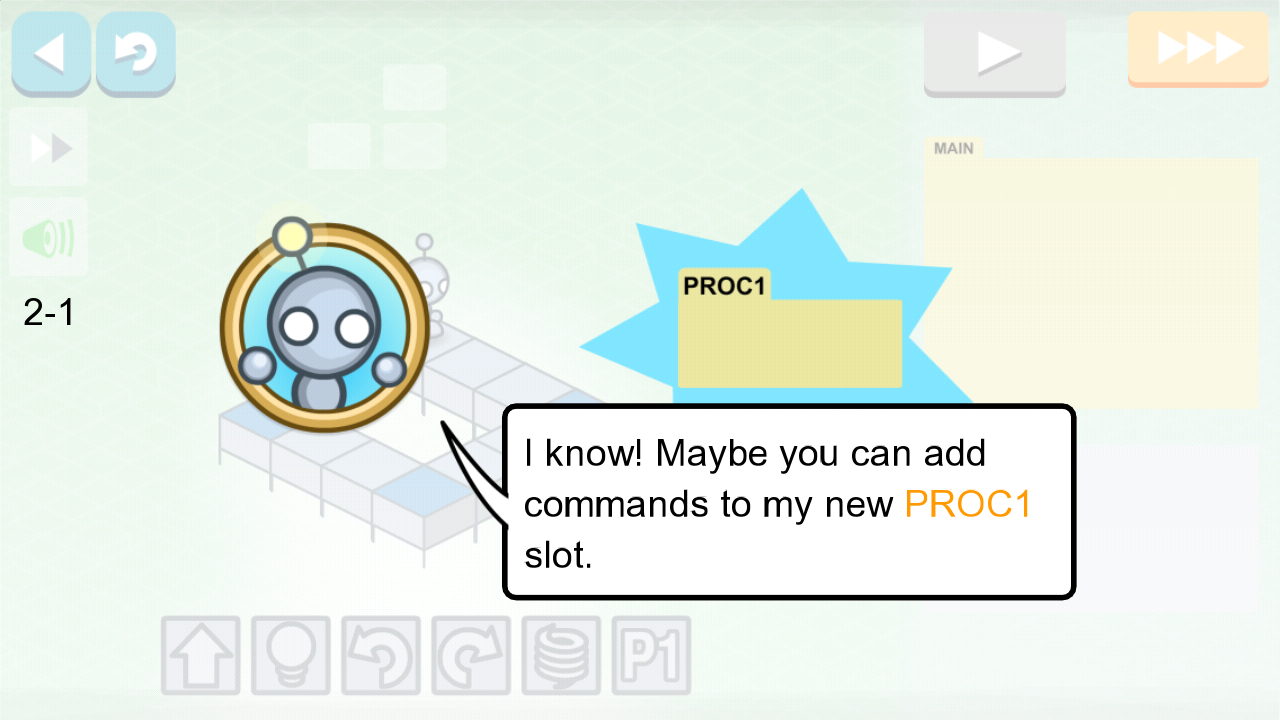 MAIN
PROC1
2-1
I know! Maybe you can add
commands to my new PROC1
slot.
P1